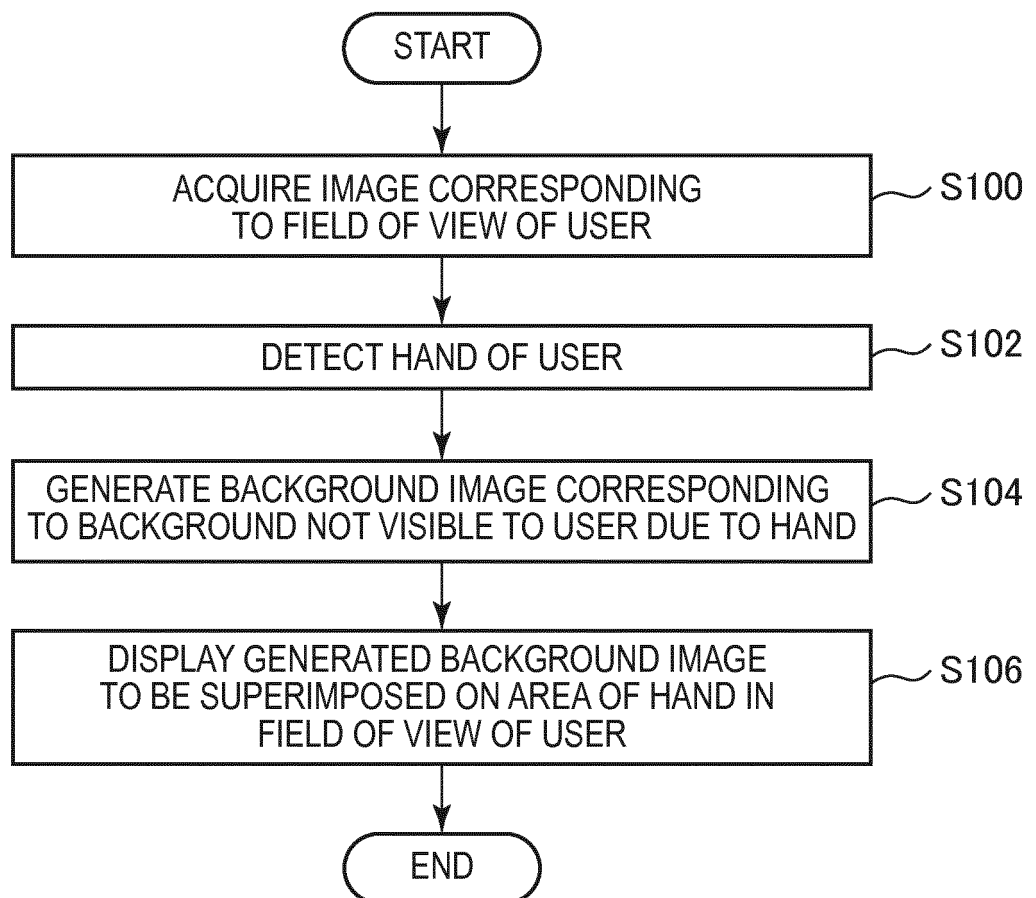 START
ACQUIRE IMAGE CORRESPONDING
TO FIELD OF VIEW OF USER
S100
DETECT HAND OF USER
S102
GENERATE BACKGROUND IMAGE CORRESPONDING
TO BACKGROUND NOT VISIBLE TO USER DUE TO HAND
S104
DISPLAY GENERATED BACKGROUND IMAGE
TO BE SUPERIMPOSED ON AREA OF HAND IN
FIELD OF VIEW OF USER
S106
END